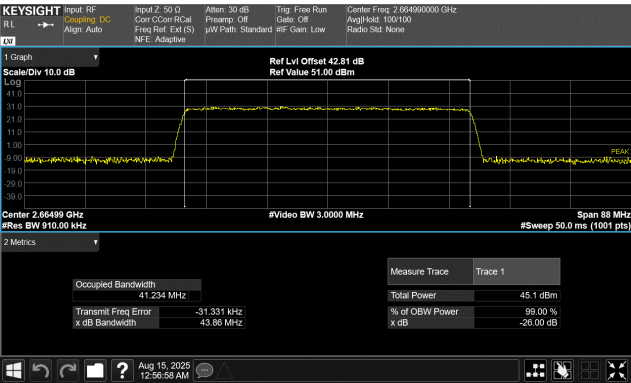 KEYSIGHT
RL
LXI
Input: RF
Coupling: DC
Align: Auto
Input Z: 50 Ω
Corr CCorr RCal
Freq Ref: Ext (S)
NFE: Adaptive
Atten: 30 dB
Preamp: Off
µW Path: Standard
Trig: Free Run
Gate: Off
#IF Gain: Low
Center Freq: 2.664990000 GHz
Avg|Hold: 100/100
Radio Std: None
1 Graph
Scale/Div 10.0 dB
Ref Lvl Offset 42.81 dB
Ref Value 51.00 dBm
Log
41.0
31.0
21.0
11.0
1.00
-9.00
-19.0
-29.0
-39.0
PEAK
Center 2.66499 GHz
#Video BW 3.0000 MHz
Span 88 MHz
#Res BW 910.00 kHz
#Sweep 50.0 ms (1001 pts)
2 Metrics
Occupied Bandwidth
41.234 MHz
Transmit Freq Error -31.331 kHz
x dB Bandwidth 43.86 MHz
Measure Trace Trace 1
Total Power 45.1 dBm
% of OBW Power 99.00 %
x dB -26.00 dB
Aug 15, 2025
12:56:58 AM